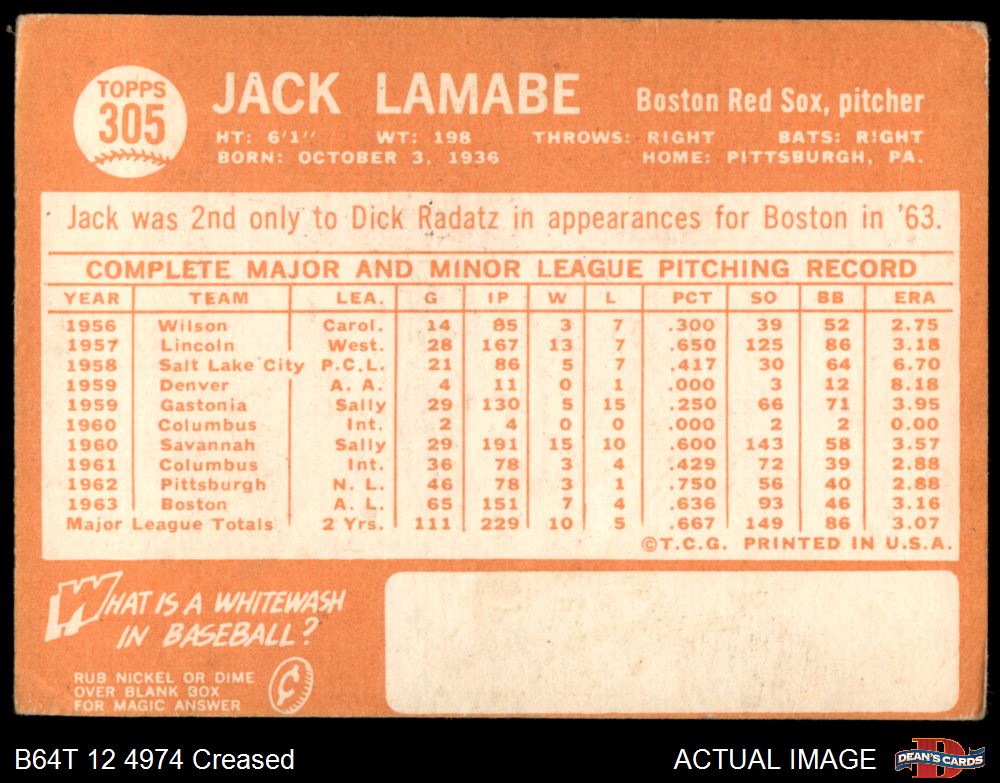 TOPPS
305
JACK LAMABE Boston Red Sox, pitcher
HT: 6'1" WT: 198 THROWS: RIGHT BATS: RIGHT
BORN: OCTOBER 3, 1936 HOME: PITTSBURGH, PA.
Jack was 2nd only to Dick Radatz in appearances for Boston in '63.
COMPLETE MAJOR AND MINOR LEAGUE PITCHING RECORD
YEAR TEAM LEA. G IP W L PCT SO BB ERA
1956 Wilson Carol. 14 85 3 7 .300 39 52 2.75
1957 Lincoln West. 28 167 13 7 .650 125 86 3.18
1958 Salt Lake City P.C.L. 21 86 5 7 .417 30 64 6.70
1959 Denver A. A. 4 11 0 1 .000 3 12 8.18
1959 Gastonia Sally 29 130 5 15 .250 66 71 3.95
1960 Columbus Int. 2 4 0 0 .000 2 2 0.00
1960 Savannah Sally 29 191 15 10 .600 143 58 3.57
1961 Columbus Int. 36 78 3 4 .429 72 39 2.88
1962 Pittsburgh N. L. 46 78 3 1 .750 56 40 2.88
1963 Boston A. L. 65 151 7 4 .636 93 46 3.16
Major League Totals 2 Yrs. 111 229 10 5 .667 149 86 3.07
©T.C.G. PRINTED IN U.S.A.
WHAT IS A WHITEWASH
IN BASEBALL?
RUB NICKEL OR DIME
OVER BLANK BOX
FOR MAGIC ANSWER
B64T 12 4974 Creased ACTUAL IMAGE
DEAN'S CARDS